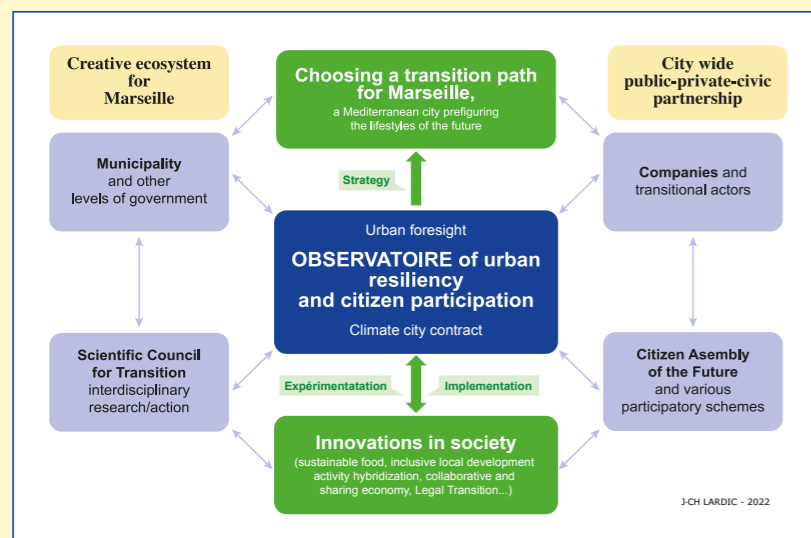 Creative ecosystem
for
Marseille
Choosing a transition path
for Marseille,
a Mediterranean city prefiguring
the lifestyles of the future
City wide
public-private-civic
partnership
Municipality
and other
levels of government
Strategy
Companies and
transitional actors
Urban foresight
OBSERVATOIRE of urban
resiliency
and citizen participation
Climate city contract
Scientific Council
for Transition
interdisciplinary
research/action
Expérimentatation
Implementation
Citizen Asembly
of the Future
and various
participatory schemes
Innovations in society
(sustainable food, inclusive local development
activity hybridization, collaborative and
sharing economy, Legal Transition...)
J-CH LARDIC - 2022